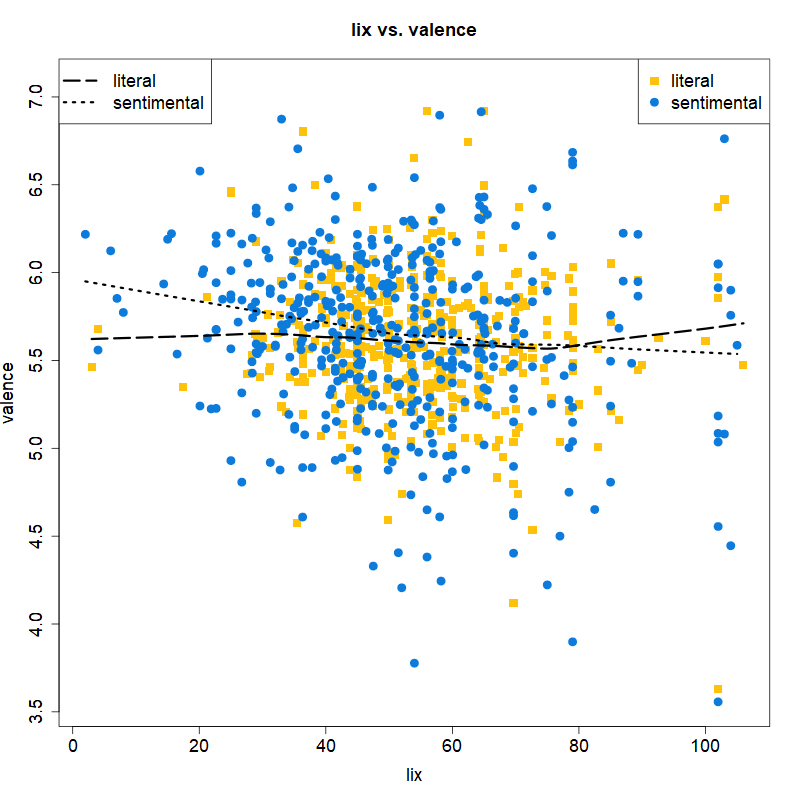 lix vs. valence
literal
sentimental
literal
sentimental
7.0
6.5
6.0
5.5
5.0
4.5
4.0
3.5
valence
0 20 40 60 80 100
lix